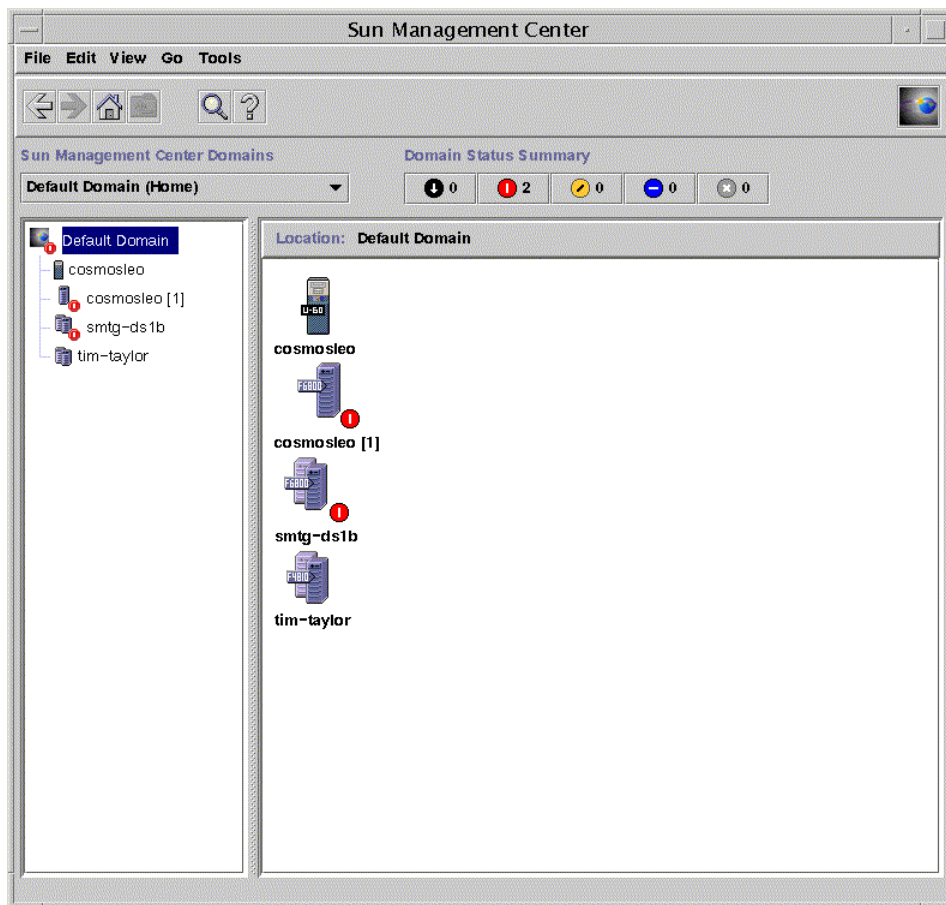 Sun Management Center
File Edit View Go Tools
Sun Management Center Domains
Domain Status Summary
Default Domain (Home)
0 2 0 0 0
Default Domain
cosmosleo
cosmosleo [1]
smtg-ds1b
tim-taylor
Location: Default Domain
U-60
cosmosleo
F6800
cosmosleo [1]
F6800
smtg-ds1b
F4810
tim-taylor